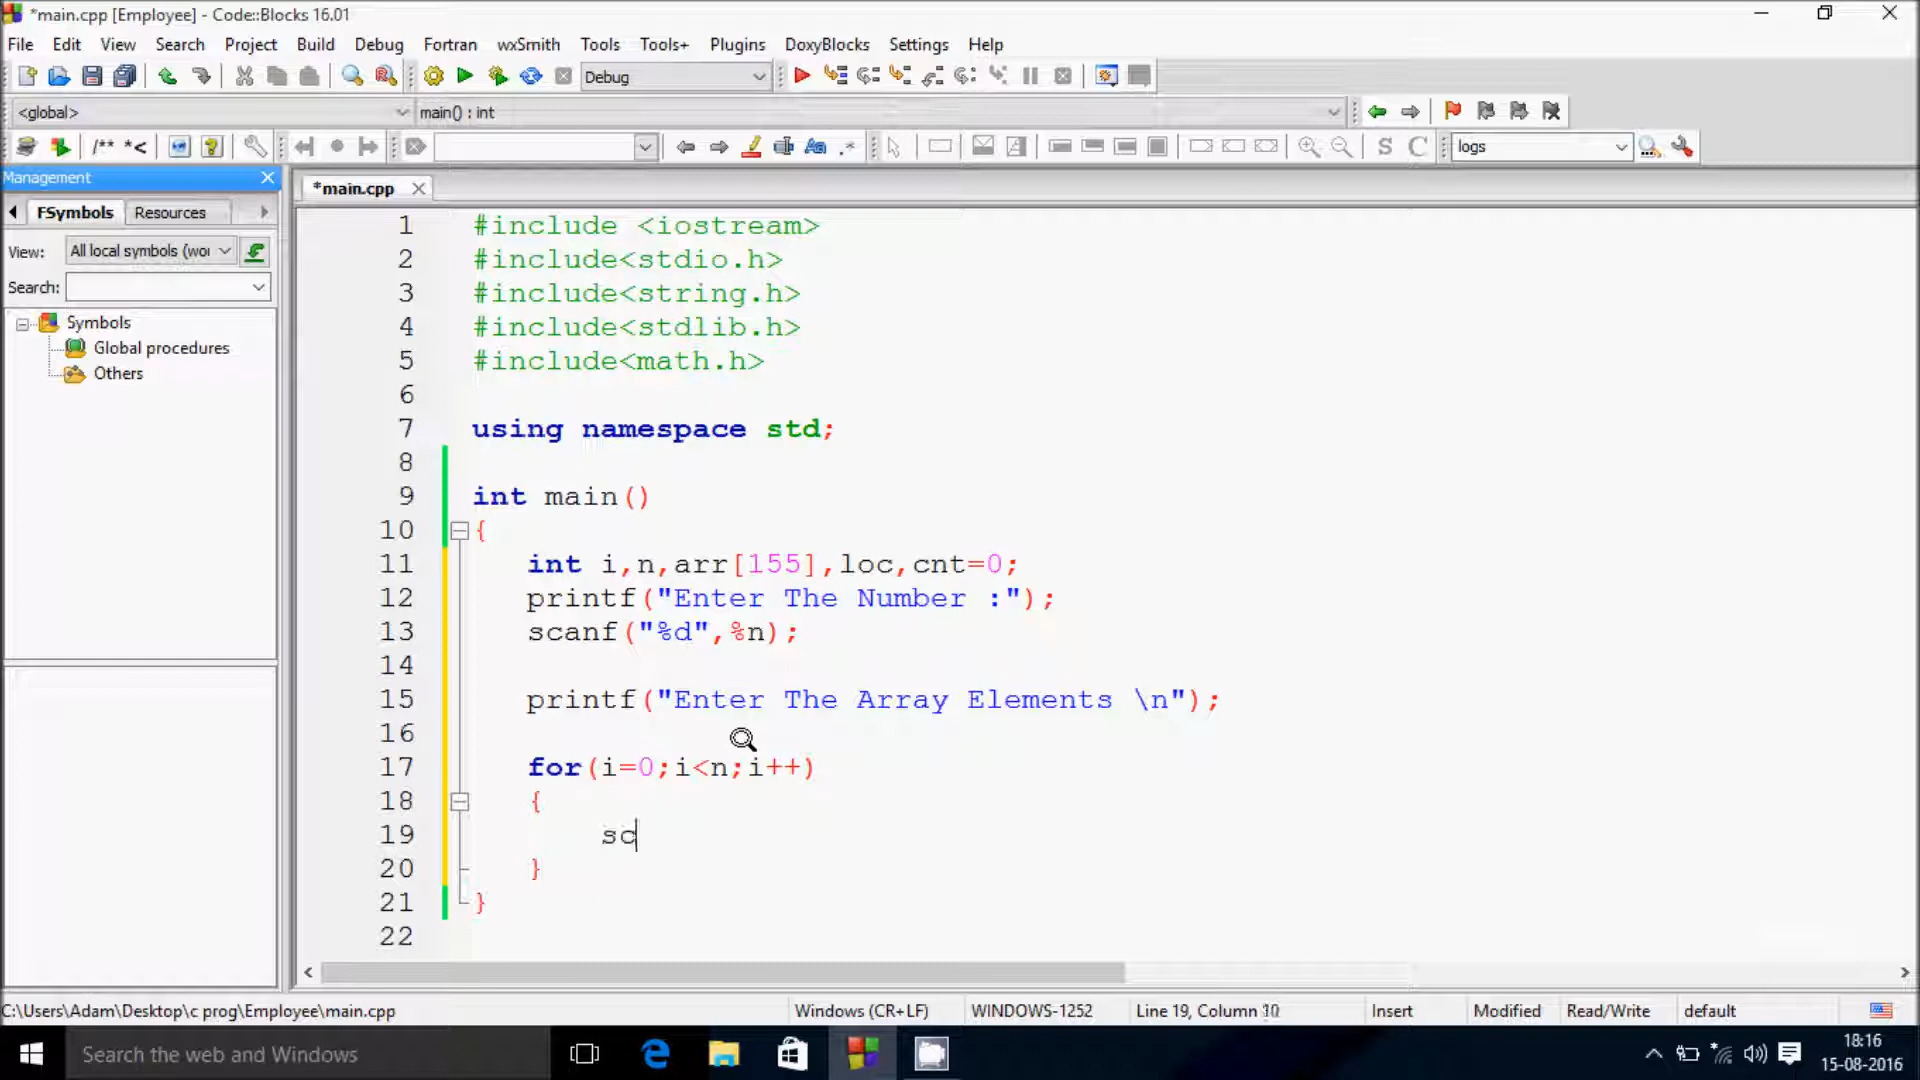 *main.cpp [Employee] - Code::Blocks 16.01
File Edit View Search Project Build Debug Fortran wxSmith Tools Tools+ Plugins DoxyBlocks Settings Help
Debug
<global> main() : int
/** *< Aa .* S C logs
Management
*main.cpp
FSymbols Resources
View: All local symbols (wor
Search:
Symbols
Global procedures
Others
1 #include <iostream>
2 #include<stdio.h>
3 #include<string.h>
4 #include<stdlib.h>
5 #include<math.h>
6
7 using namespace std;
8
9 int main()
10 {
11 int i,n,arr[155],loc,cnt=0;
12 printf("Enter The Number :");
13 scanf("%d",%n);
14
15 printf("Enter The Array Elements \n");
16
17 for(i=0;i<n;i++)
18 {
19 sc
20 }
21 }
22
C:\Users\Adam\Desktop\c prog\Employee\main.cpp Windows (CR+LF) WINDOWS-1252 Line 19, Column 10 Insert Modified Read/Write default
Search the web and Windows
18:16
15-08-2016